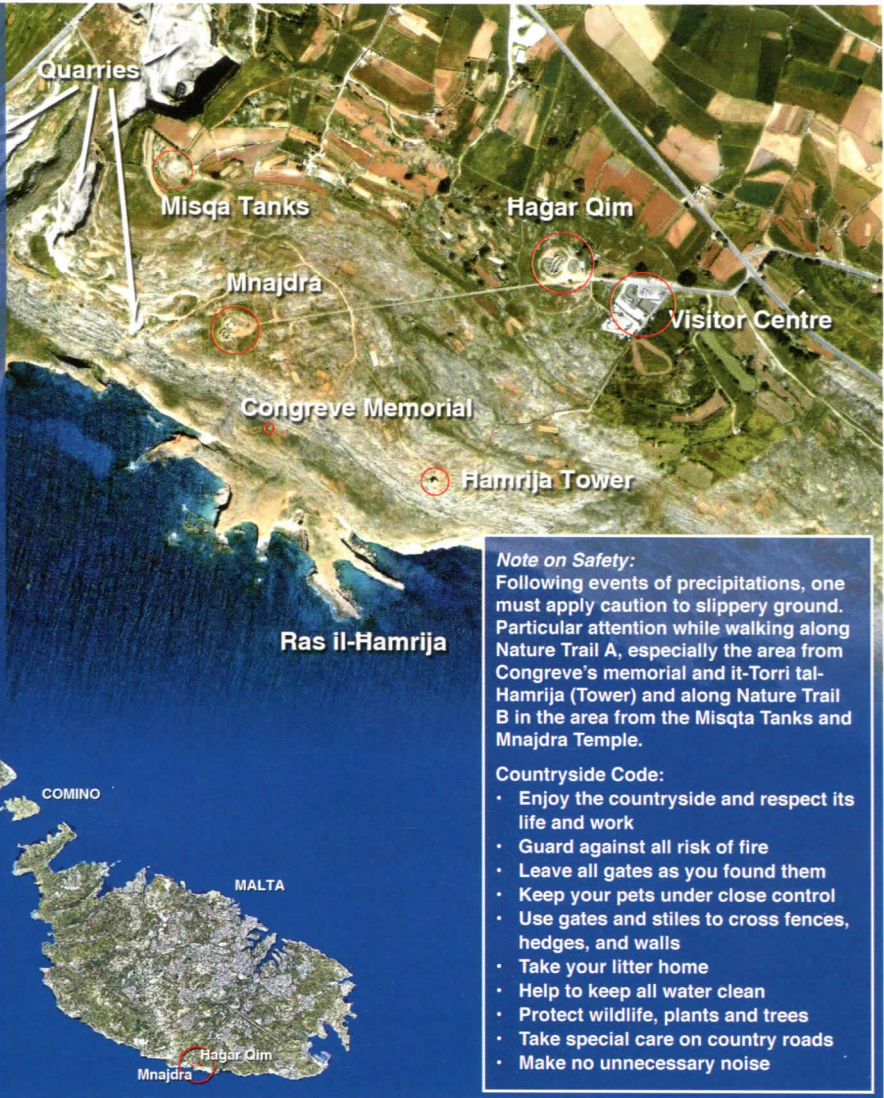 Quarries
Misqa Tanks
Hagar Qim
Mnajdra
Visitor Centre
Congreve Memorial
Ħamrija Tower
Ras il-Ħamrija
Note on Safety:
Following events of precipitations, one
must apply caution to slippery ground.
Particular attention while walking along
Nature Trail A, especially the area from
Congreve's memorial and it-Torri tal-
Hamrija (Tower) and along Nature Trail
B in the area from the Misqta Tanks and
Mnajdra Temple.
Countryside Code:
• Enjoy the countryside and respect its
life and work
• Guard against all risk of fire
• Leave all gates as you found them
• Keep your pets under close control
• Use gates and stiles to cross fences,
hedges, and walls
• Take your litter home
• Help to keep all water clean
• Protect wildlife, plants and trees
• Take special care on country roads
• Make no unnecessary noise
COMINO
MALTA
Hagar Qim
Mnajdra